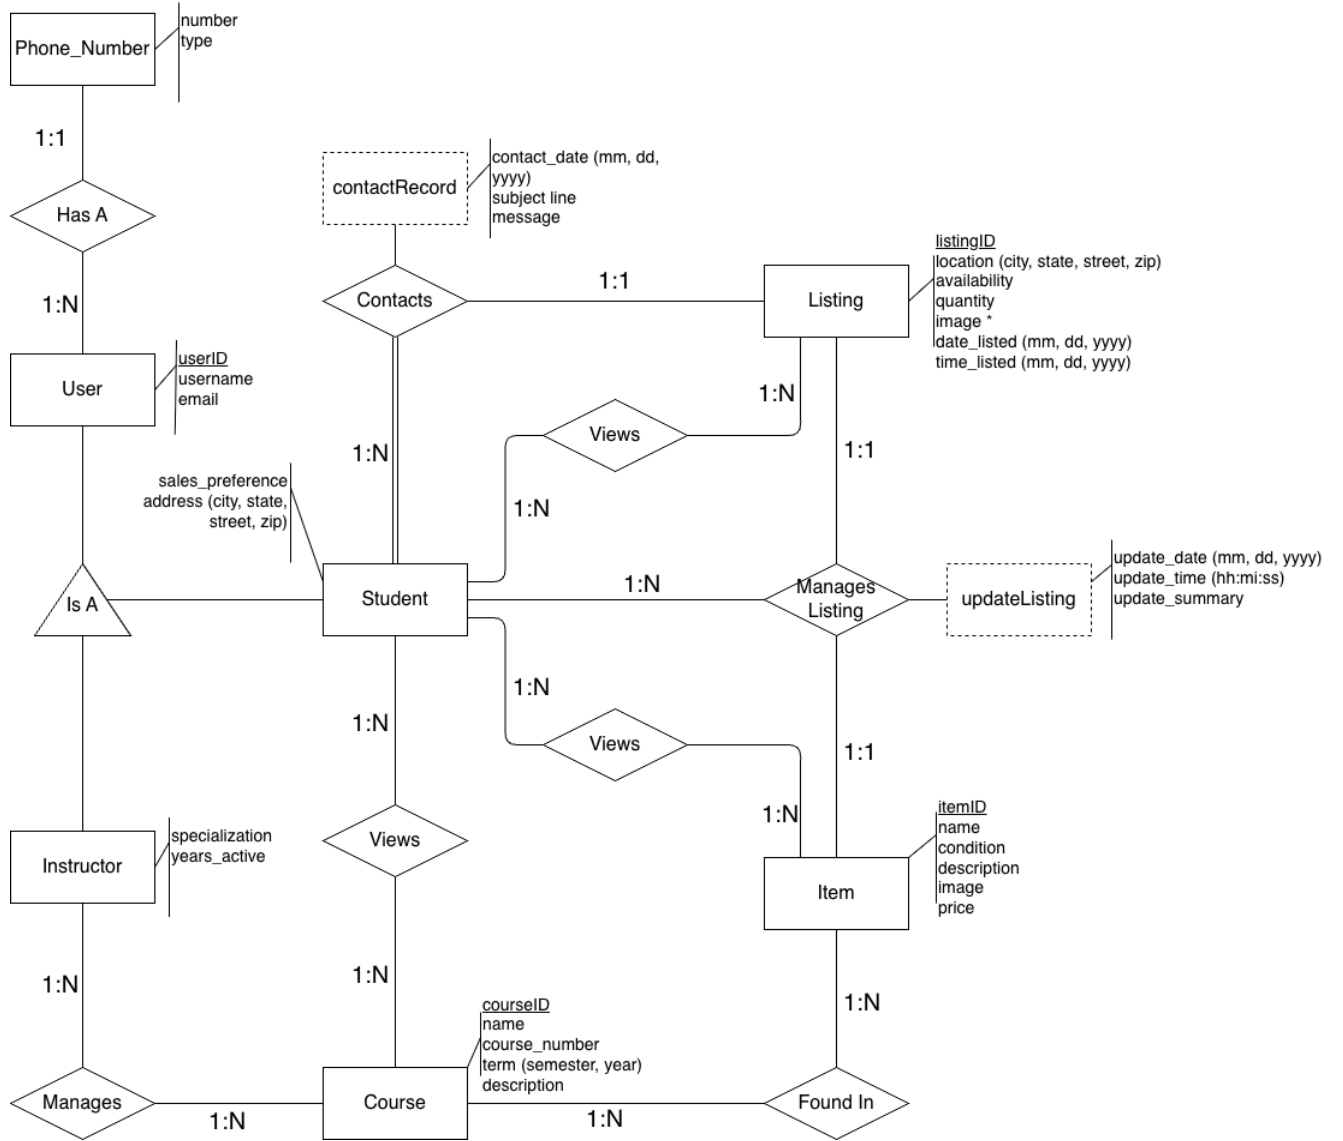 number
type
Phone_Number
1:1
Has A
1:N
contactRecord
contact_date (mm, dd,
yyyy)
subject line
message
Contacts
1:1
Listing
listingID
location (city, state, street, zip)
availability
quantity
image *
date_listed (mm, dd, yyyy)
time_listed (mm, dd, yyyy)
User
userID
username
email
1:N
Views
1:N
1:N
1:1
sales_preference
address (city, state,
street, zip)
Is A
Student
1:N
Manages
Listing
updateListing
update_date (mm, dd, yyyy)
update_time (hh:mi:ss)
update_summary
1:N
1:N
Views
1:N
1:1
Instructor
specialization
years_active
Views
Item
itemID
name
condition
description
image
price
1:N
1:N
1:N
courseID
name
course_number
term (semester, year)
description
Manages
1:N
Course
1:N
Found In